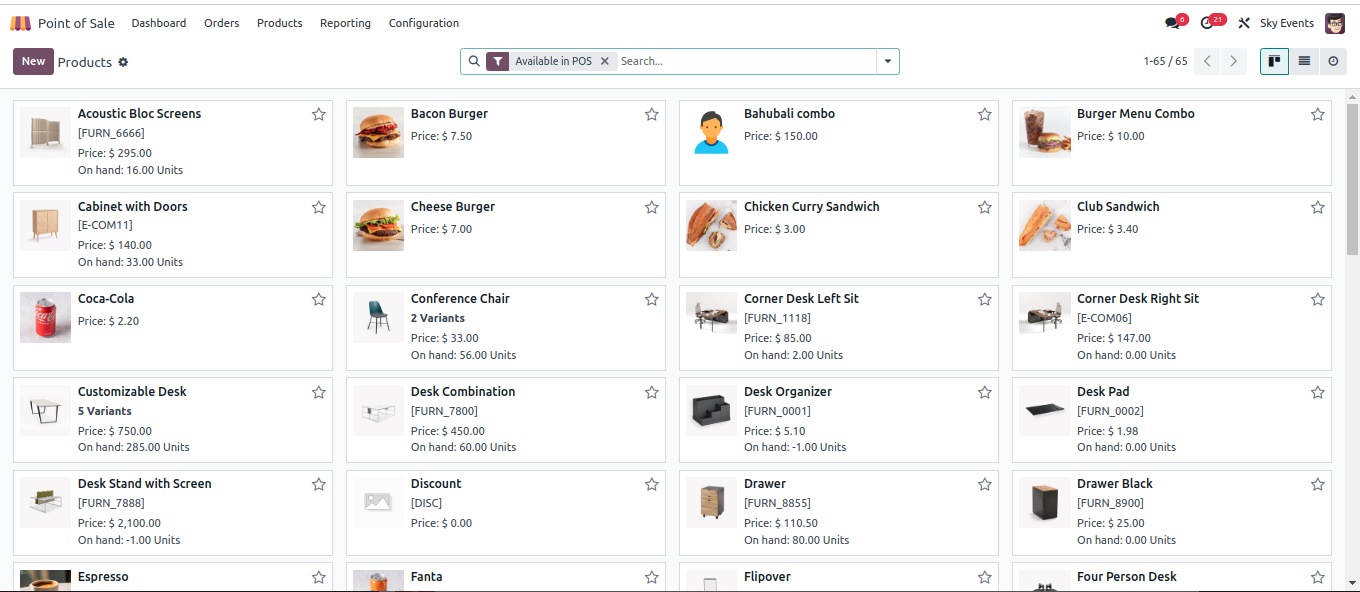 Point of Sale Dashboard Orders Products Reporting Configuration 6 21 Sky Events
New Products Available in POS Search... 1-65 / 65
Acoustic Bloc Screens
[FURN_6666]
Price: $ 295.00
On hand: 16.00 Units
Bacon Burger
Price: $ 7.50
Bahubali combo
Price: $ 150.00
Burger Menu Combo
Price: $ 10.00
Cabinet with Doors
[E-COM11]
Price: $ 140.00
On hand: 33.00 Units
Cheese Burger
Price: $ 7.00
Chicken Curry Sandwich
Price: $ 3.00
Club Sandwich
Price: $ 3.40
Coca-Cola
Price: $ 2.20
Conference Chair
2 Variants
Price: $ 33.00
On hand: 56.00 Units
Corner Desk Left Sit
[FURN_1118]
Price: $ 85.00
On hand: 2.00 Units
Corner Desk Right Sit
[E-COM06]
Price: $ 147.00
On hand: 0.00 Units
Customizable Desk
5 Variants
Price: $ 750.00
On hand: 285.00 Units
Desk Combination
[FURN_7800]
Price: $ 450.00
On hand: 60.00 Units
Desk Organizer
[FURN_0001]
Price: $ 5.10
On hand: -1.00 Units
Desk Pad
[FURN_0002]
Price: $ 1.98
On hand: 0.00 Units
Desk Stand with Screen
[FURN_7888]
Price: $ 2,100.00
On hand: -1.00 Units
Discount
[DISC]
Price: $ 0.00
Drawer
[FURN_8855]
Price: $ 110.50
On hand: 80.00 Units
Drawer Black
[FURN_8900]
Price: $ 25.00
On hand: 0.00 Units
Espresso
Fanta
Flipover
Four Person Desk